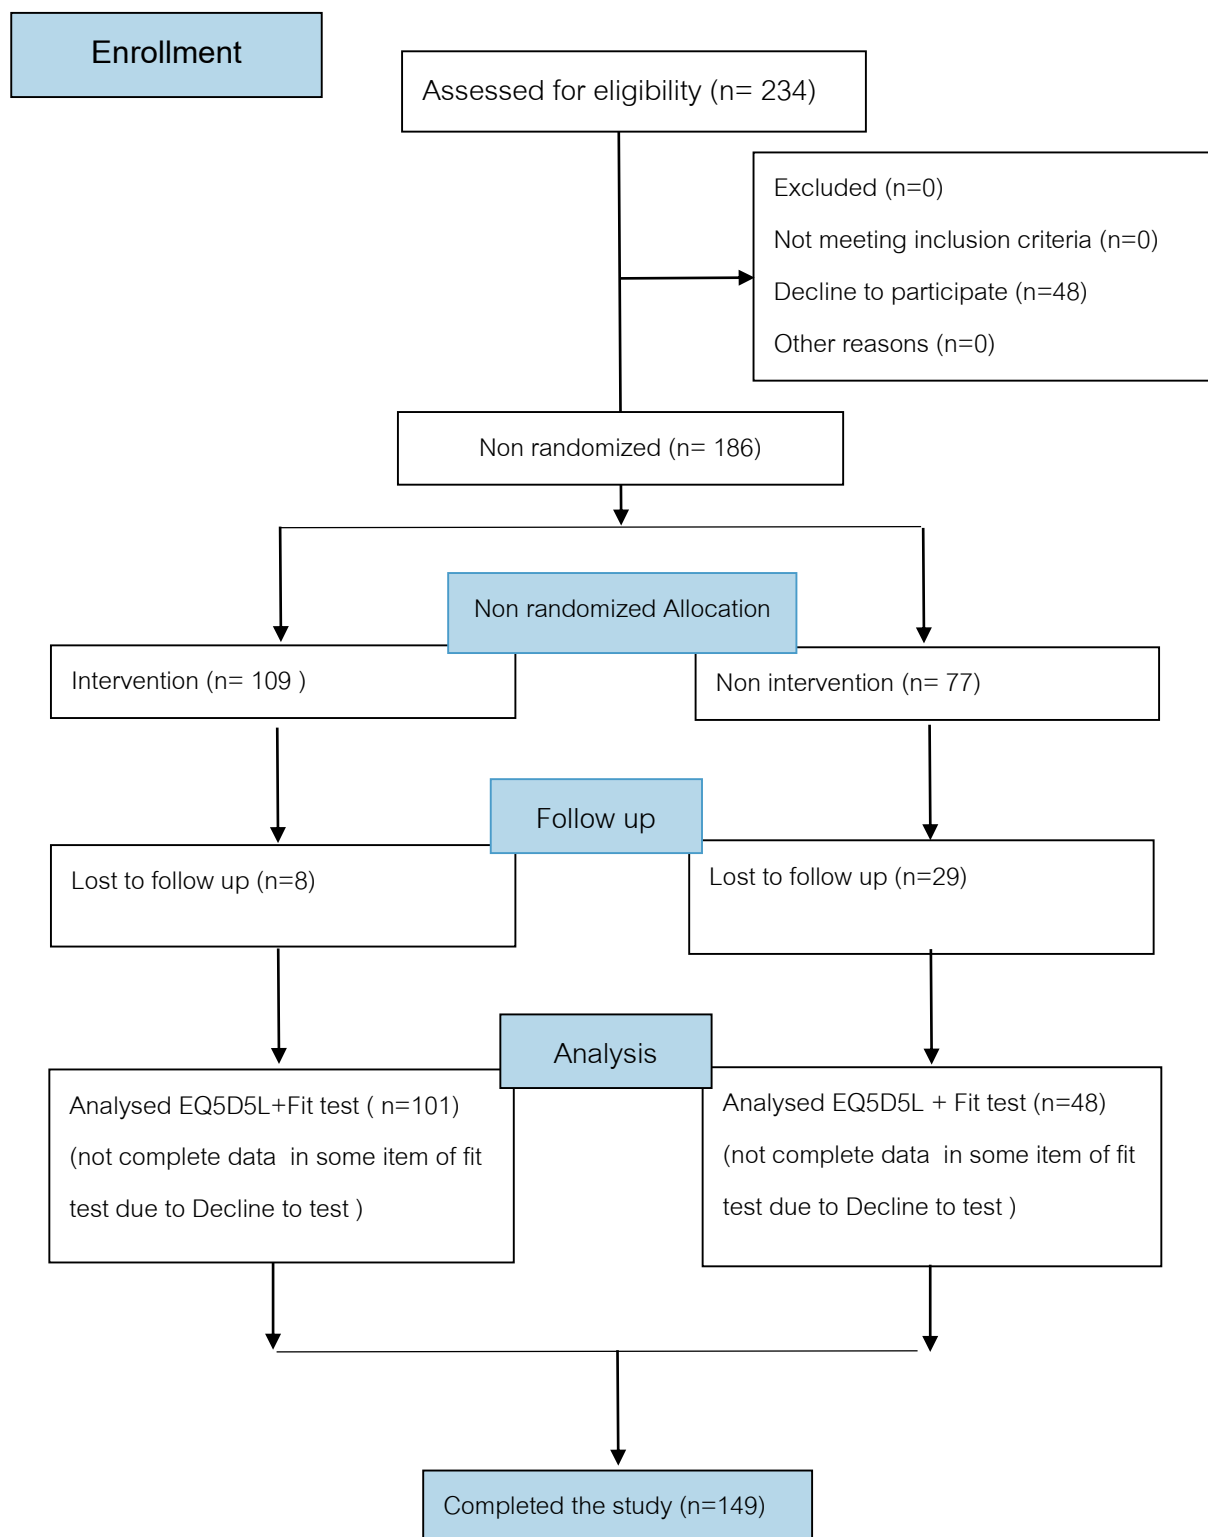 Enrollment
Assessed for eligibility (n= 234)
Excluded (n=0)
Not meeting inclusion criteria (n=0)
Decline to participate (n=48)
Other reasons (n=0)
Non randomized (n= 186)
Non randomized Allocation
Intervention (n= 109 )
Non intervention (n= 77)
Follow up
Lost to follow up (n=8)
Lost to follow up (n=29)
Analysis
Analysed EQ5D5L+Fit test ( n=101)
(not complete data  in some item of fit
test due to Decline to test )
Analysed EQ5D5L + Fit test (n=48)
(not complete data  in some item of fit
test due to Decline to test )
Completed the study (n=149)